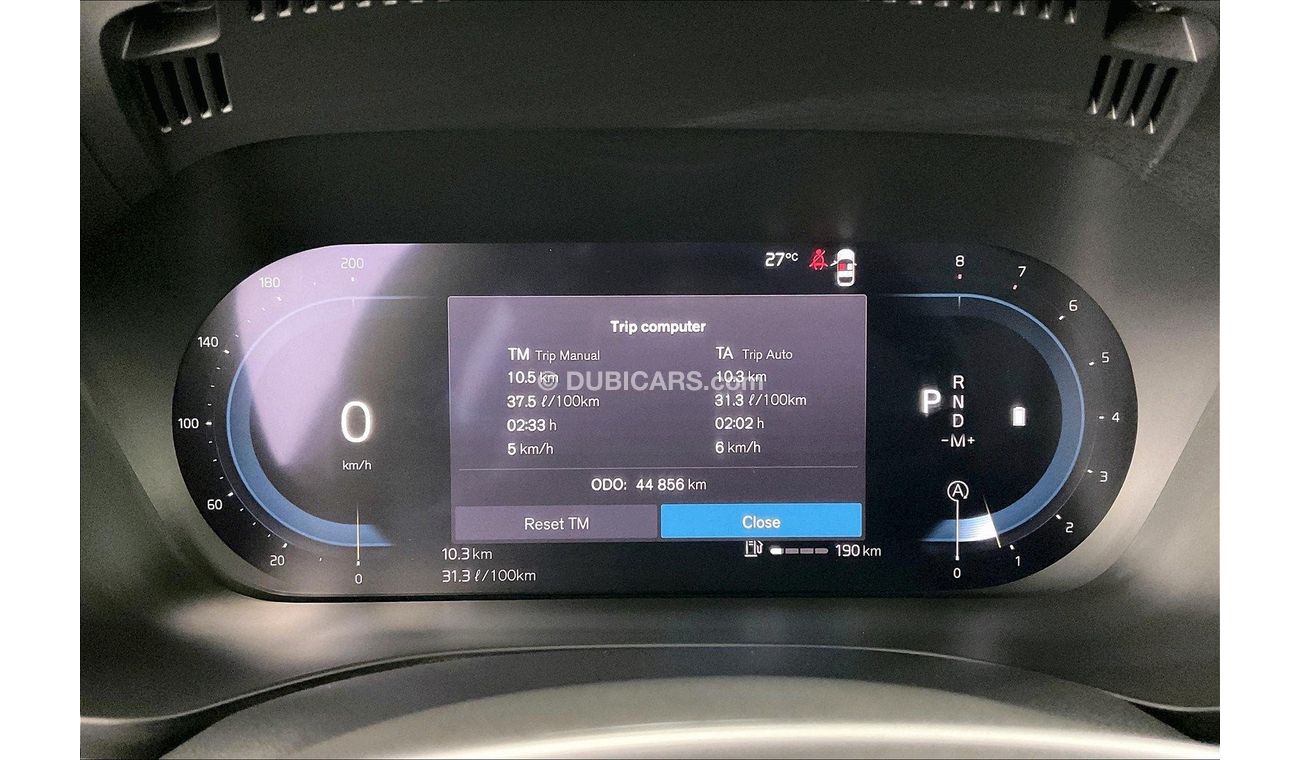 27°C
200
180
140
100
60
20
0
0
km/h
Trip computer
TM Trip Manual
10.5 km
37.5 ℓ/100km
02:33 h
5 km/h
TA Trip Auto
10.3 km
31.3 ℓ/100km
02:02 h
6 km/h
© DUBICARS.com
ODO: 44 856 km
Reset TM
Close
10.3 km
31.3 ℓ/100km
190 km
P
R
N
D
-M+
A
8
7
6
5
4
3
2
1
0